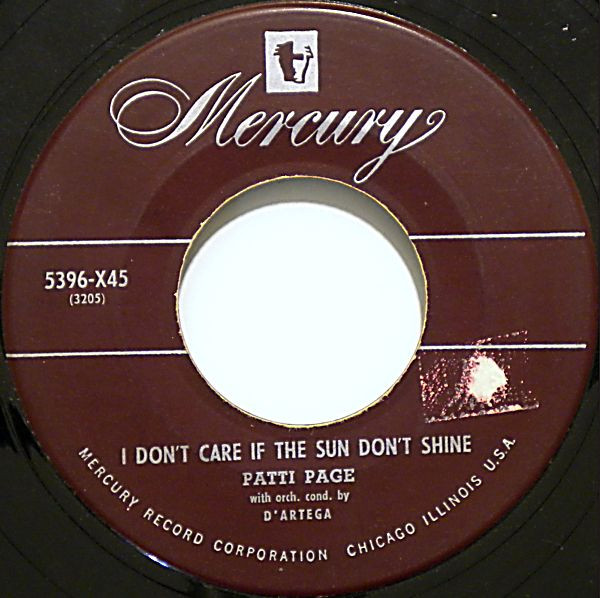 Mercury
5396-X45
(3205)
I DON'T CARE IF THE SUN DON'T SHINE
PATTI PAGE
with orch. cond. by
D'ARTEGA
MERCURY RECORD CORPORATION CHICAGO ILLINOIS U.S.A.